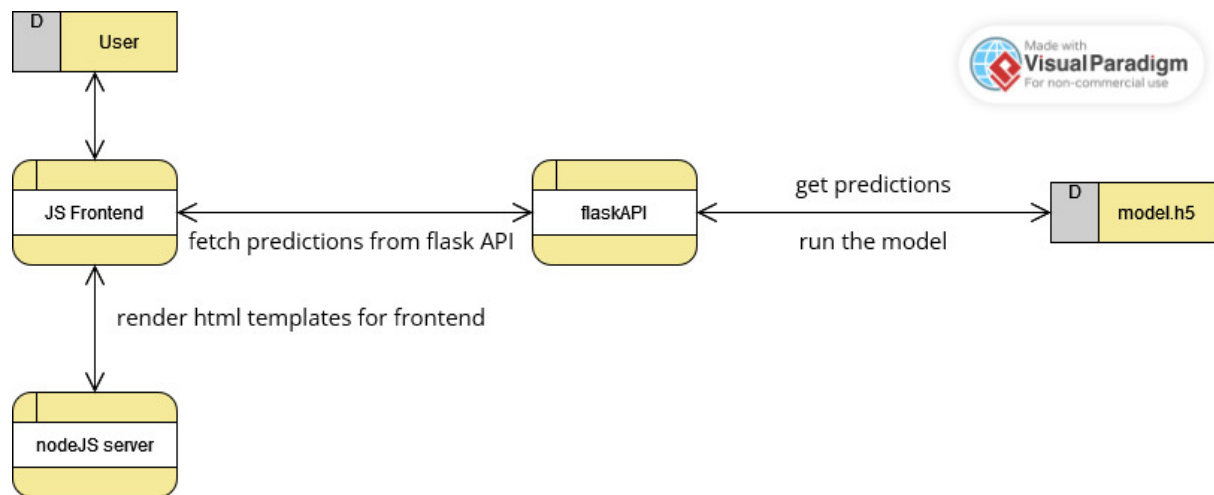 D
User
Made with
Visual Paradigm
For non-commercial use
get predictions
D
JS Frontend
flaskAPI
model.h5
fetch predictions from flask API
run the model
render html templates for frontend
nodeJS server